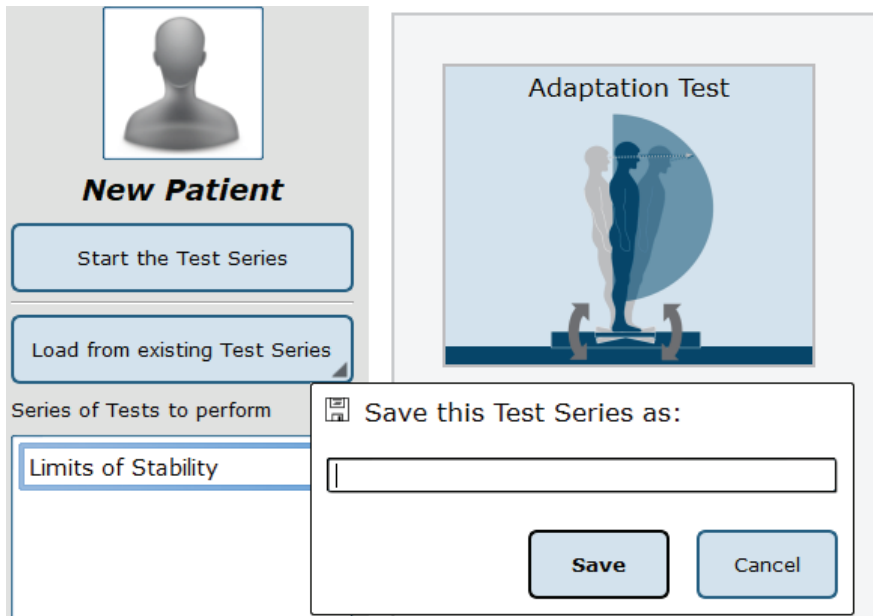 New Patient
Start the Test Series
Load from existing Test Series
Series of Tests to perform
Limits of Stability
Adaptation Test
Save this Test Series as:
Save
Cancel